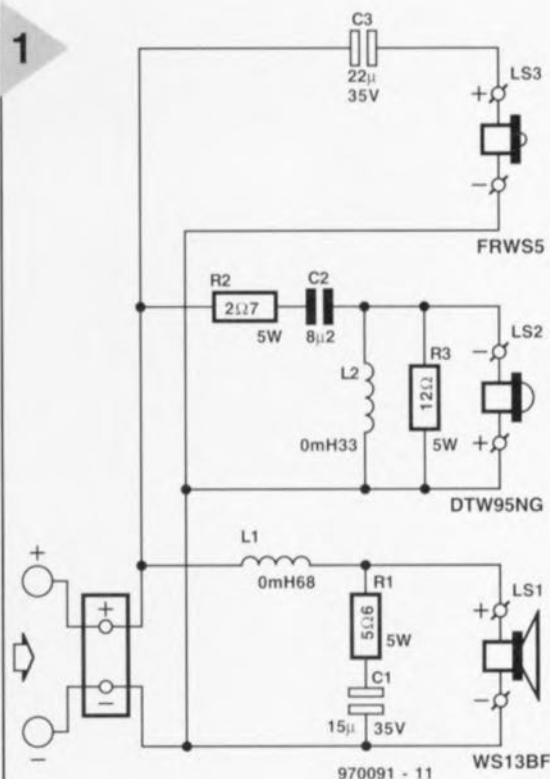 1
C3
22µ
35V
LS3
+
−
FRWS5
R2
2Ω7
5W
C2
8µ2
L2
0mH33
R3
12Ω
5W
LS2
−
+
DTW95NG
L1
0mH68
R1
5Ω6
5W
C1
15µ
35V
LS1
+
−
WS13BF
+
+
−
−
970091 - 11